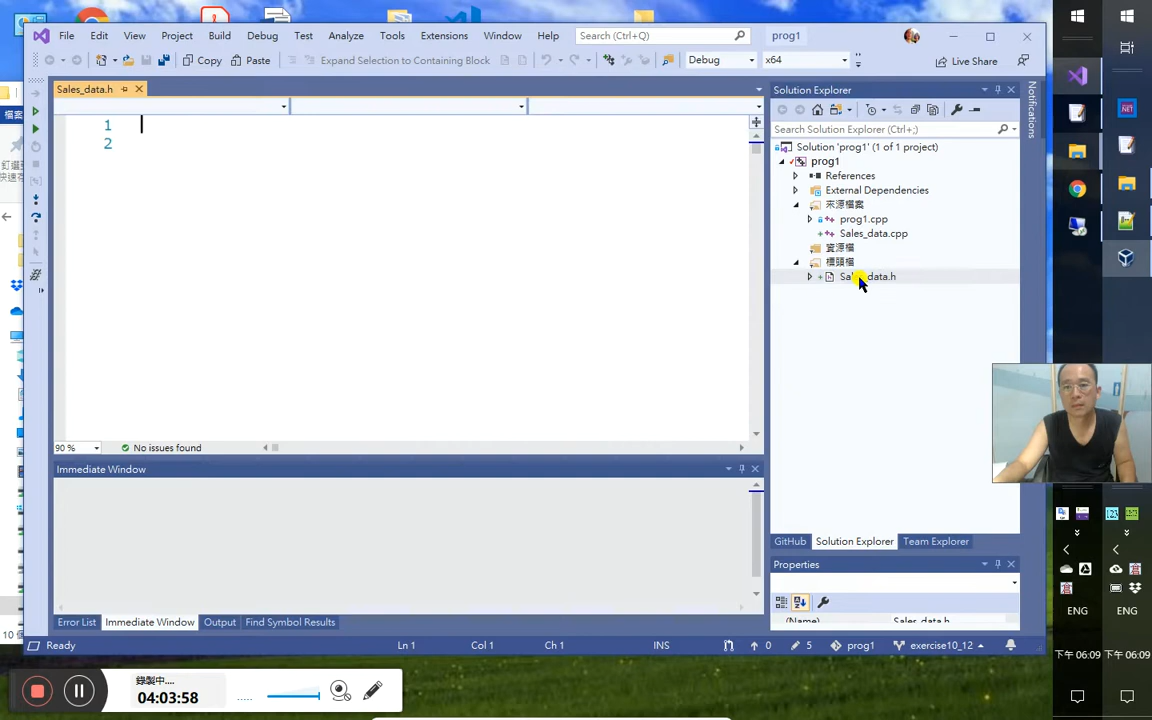 File Edit View Project Build Debug Test Analyze Tools Extensions Window Help Search (Ctrl+Q) prog1
Copy Paste Expand Selection to Containing Block Debug x64 Live Share
Sales_data.h
1
2
90 % No issues found
Immediate Window
Error List Immediate Window Output Find Symbol Results
Solution Explorer
Search Solution Explorer (Ctrl+;)
Solution 'prog1' (1 of 1 project)
prog1
References
External Dependencies
來源檔案
prog1.cpp
Sales_data.cpp
資源檔
標頭檔
Sales_data.h
GitHub Solution Explorer Team Explorer
Properties
(Name) Sales_data.h
Notifications
Ready Ln 1 Col 1 Ch 1 INS 0 5 prog1 exercise10_12
錄製中....
04:03:58
檔案
ENG ENG
下午 06:09 下午 06:09